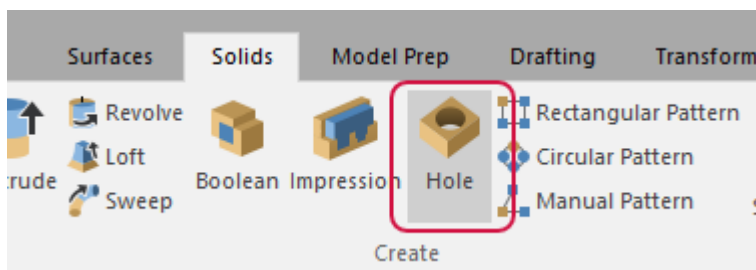 Surfaces Solids Model Prep Drafting Transform
Revolve
Loft
Sweep
Boolean
Impression
Hole
Rectangular Pattern
Circular Pattern
Manual Pattern
rude
Create